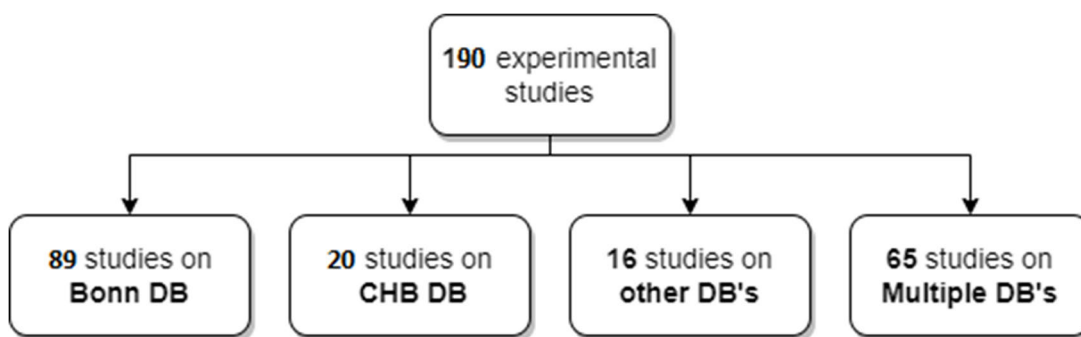 190 experimental
studies
89 studies on
Bonn DB
20 studies on
CHB DB
16 studies on
other DB's
65 studies on
Multiple DB's